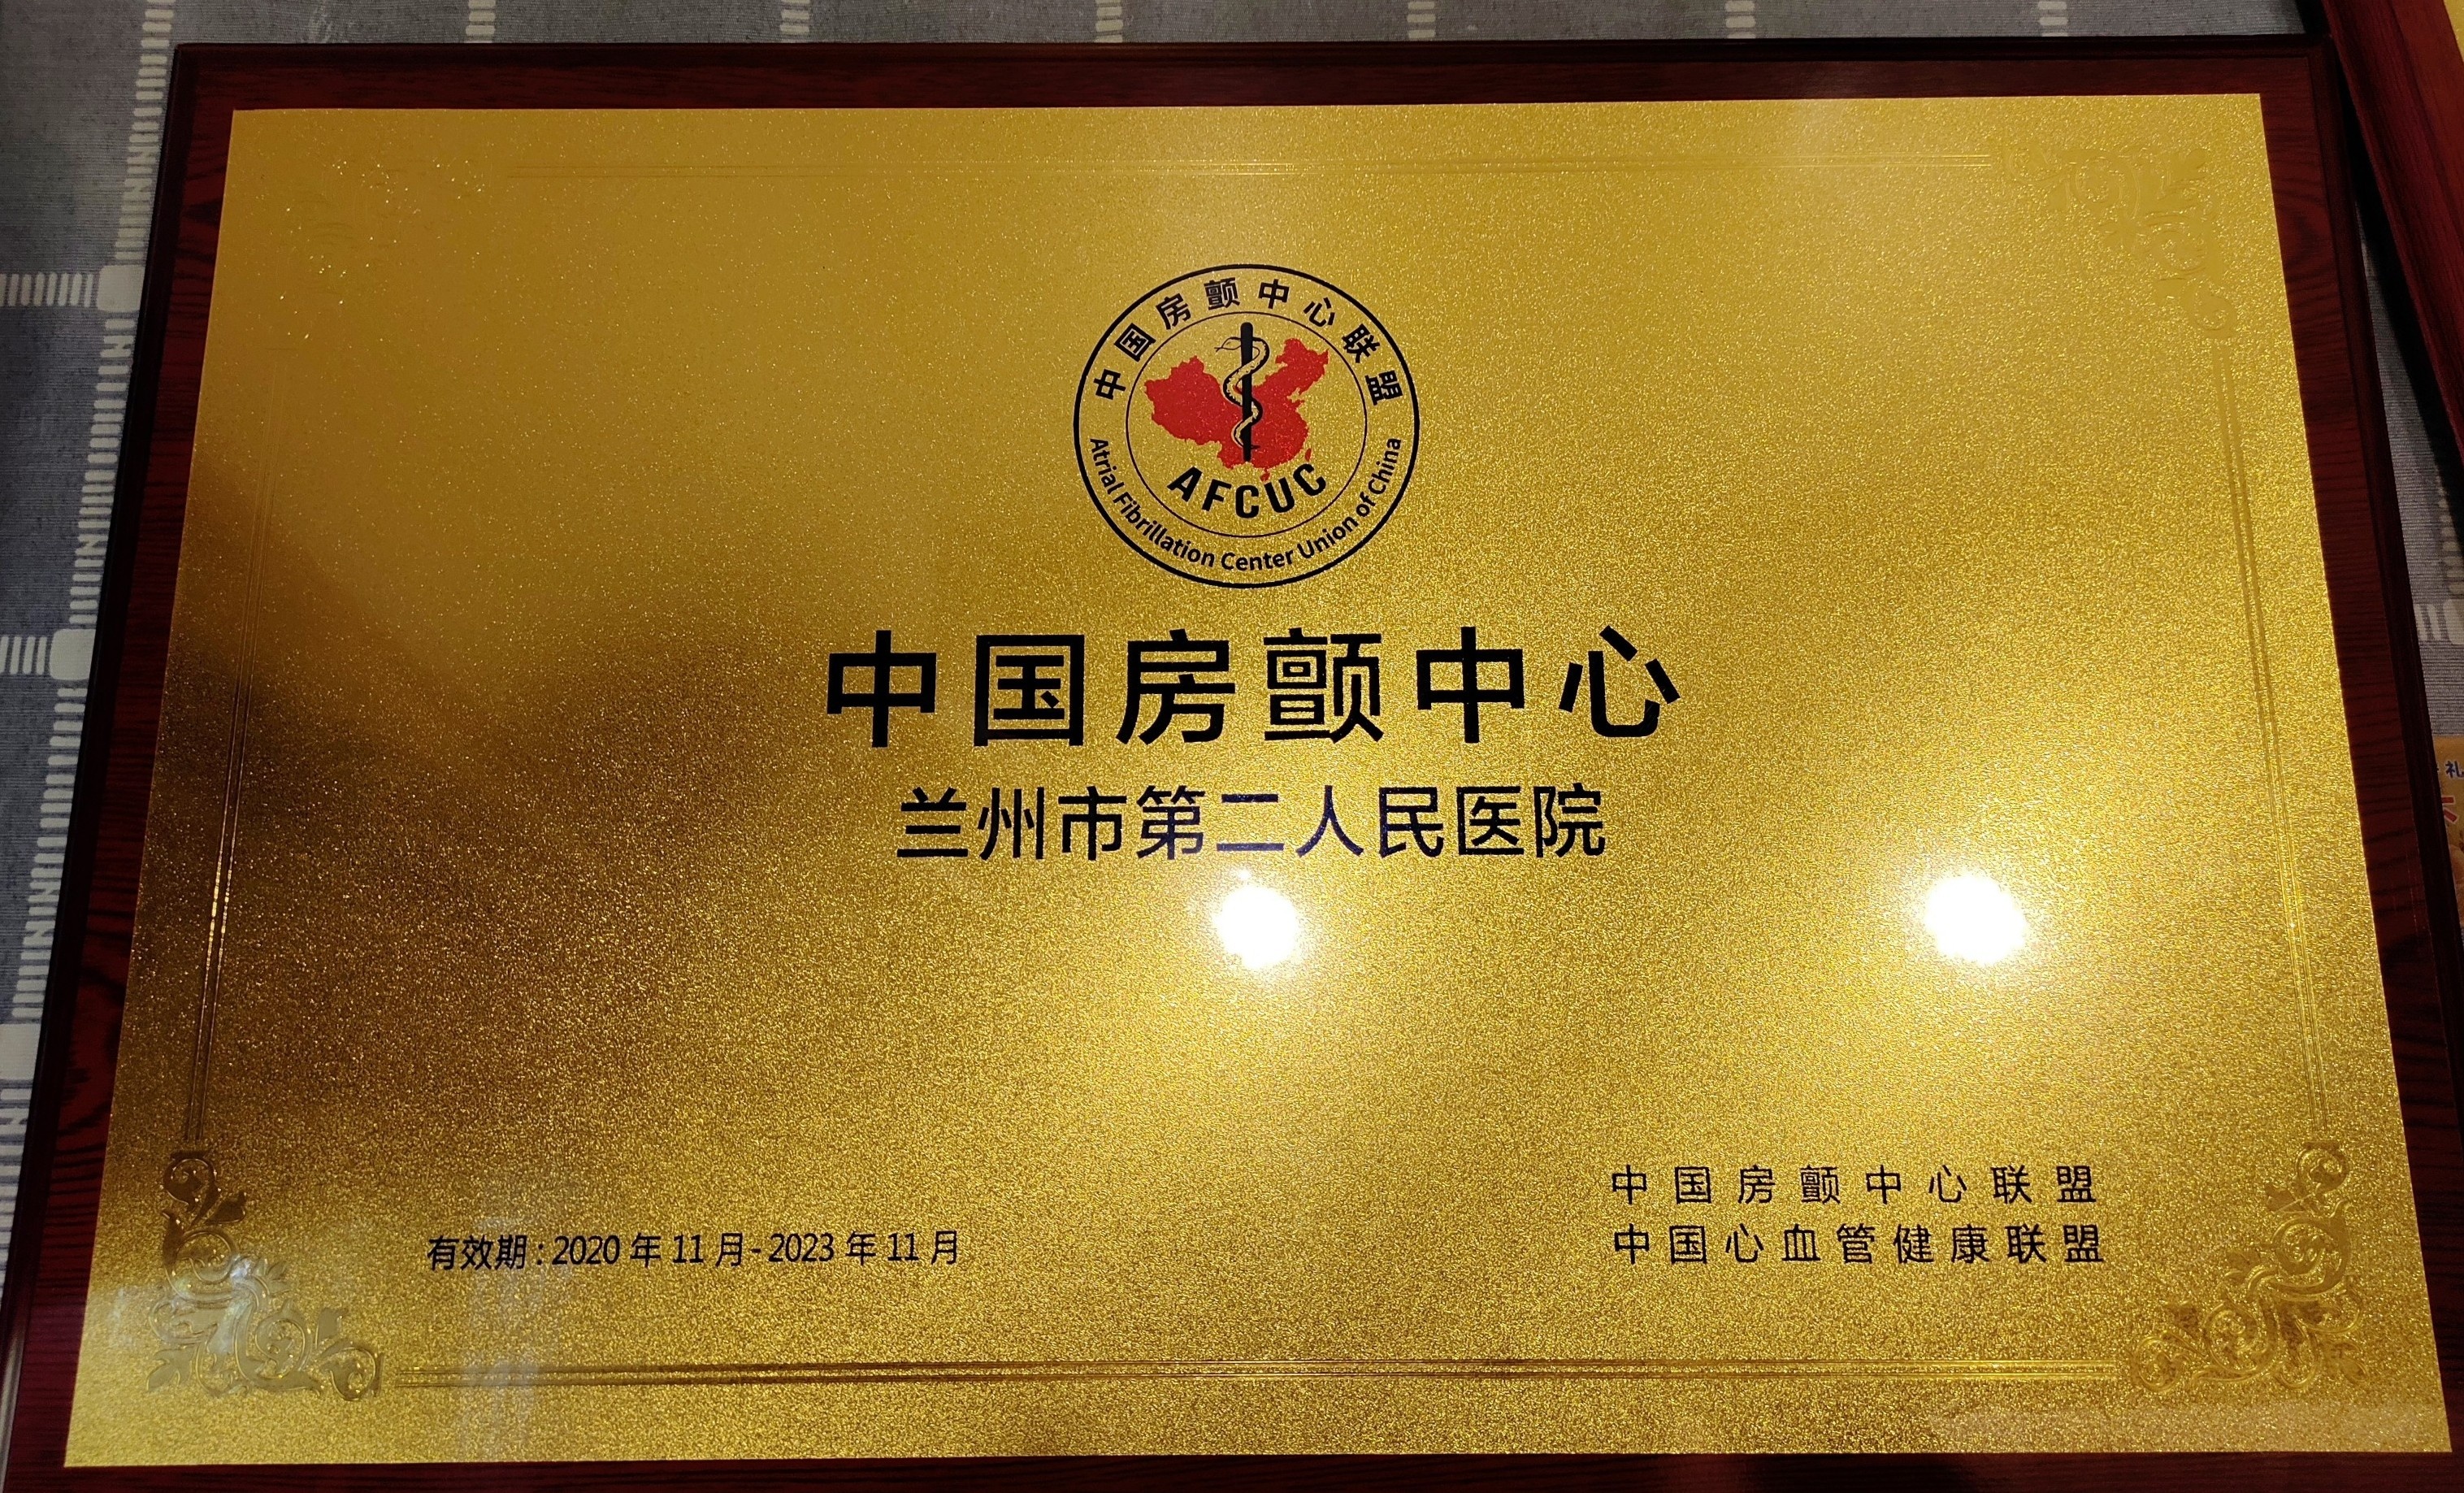 中国房颤中心联盟
AFCUC
Atrial Fibrillation Center Union of China
中国房颤中心
兰州市第二人民医院
中国房颤中心联盟
有效期:2020年11月-2023年11月
中国心血管健康联盟
礼